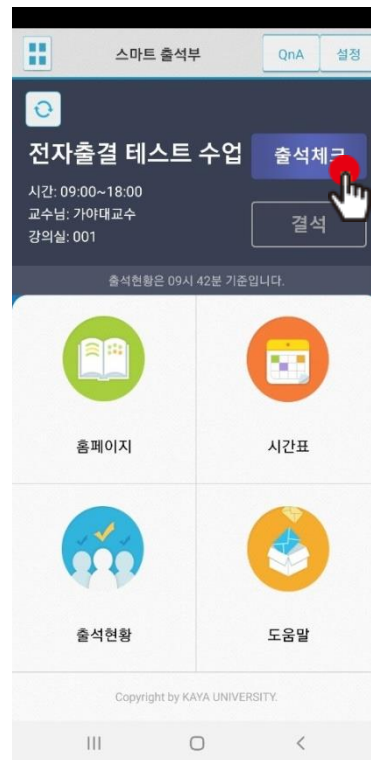 스마트 출석부
QnA
설정
전자출결 테스트 수업
출석체크
시간: 09:00~18:00
교수님: 가야대교수
강의실: 001
결석
출석현황은 09시 42분 기준입니다.
홈페이지
시간표
출석현황
도움말
Copyright by KAYA UNIVERSITY.